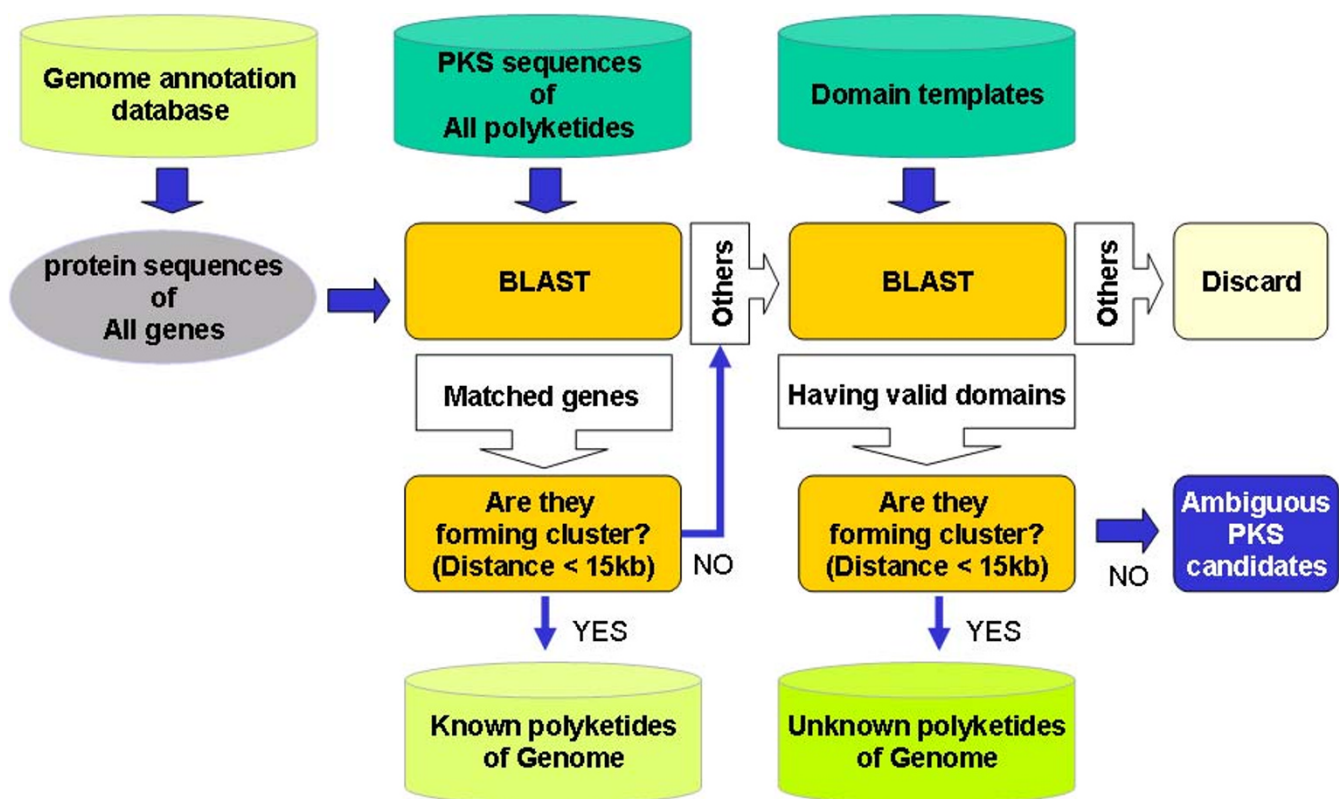 Genome annotation
database
PKS sequences
of
All polyketides
Domain templates
protein sequences
of
All genes
BLAST
Others
BLAST
Others
Discard
Matched genes
Having valid domains
Are they
forming cluster?
(Distance < 15kb)
NO
Are they
forming cluster?
(Distance < 15kb)
NO
Ambiguous
PKS
candidates
YES
YES
Known polyketides
of Genome
Unknown polyketides
of Genome